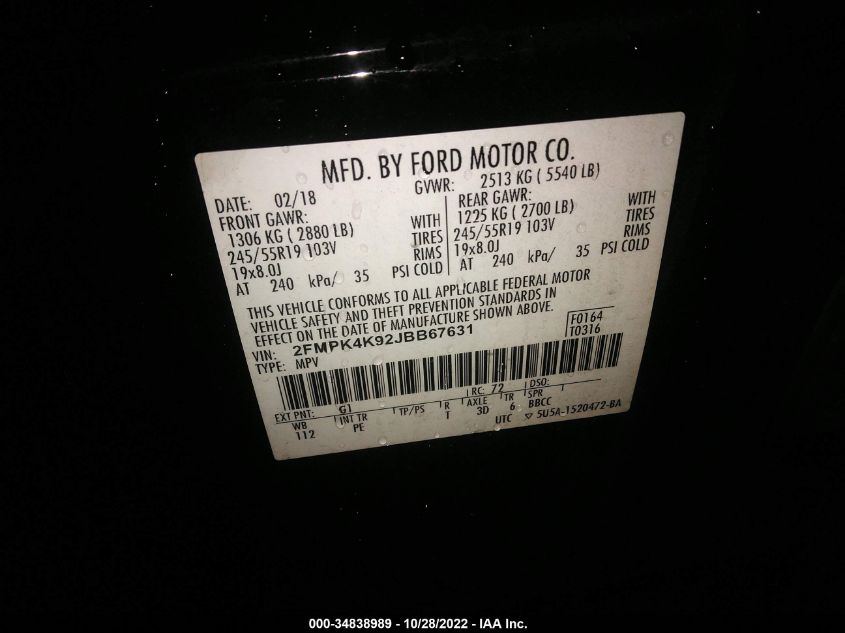 MFD. BY FORD MOTOR CO.
DATE: 02/18 GVWR: 2513 KG ( 5540 LB)
FRONT GAWR: REAR GAWR:
1306 KG ( 2880 LB) WITH 1225 KG ( 2700 LB) WITH
245/55R19 103V TIRES 245/55R19 103V TIRES
19x8.0J RIMS 19x8.0J RIMS
AT 240 kPa/ 35 PSI COLD AT 240 kPa/ 35 PSI COLD
THIS VEHICLE CONFORMS TO ALL APPLICABLE FEDERAL MOTOR
VEHICLE SAFETY AND THEFT PREVENTION STANDARDS IN
EFFECT ON THE DATE OF MANUFACTURE SHOWN ABOVE.
VIN: 2FMPK4K92JBB67631 F0164
TYPE: MPV T0316
EXT PNT: G1 RC: 72 DSO:
WB INT TR TP/PS R AXLE TR SPR
112 PE T 3D 6 BBCC
UTC ▽ 5U5A-1520472-BA
000-34838989 - 10/28/2022 - IAA Inc.